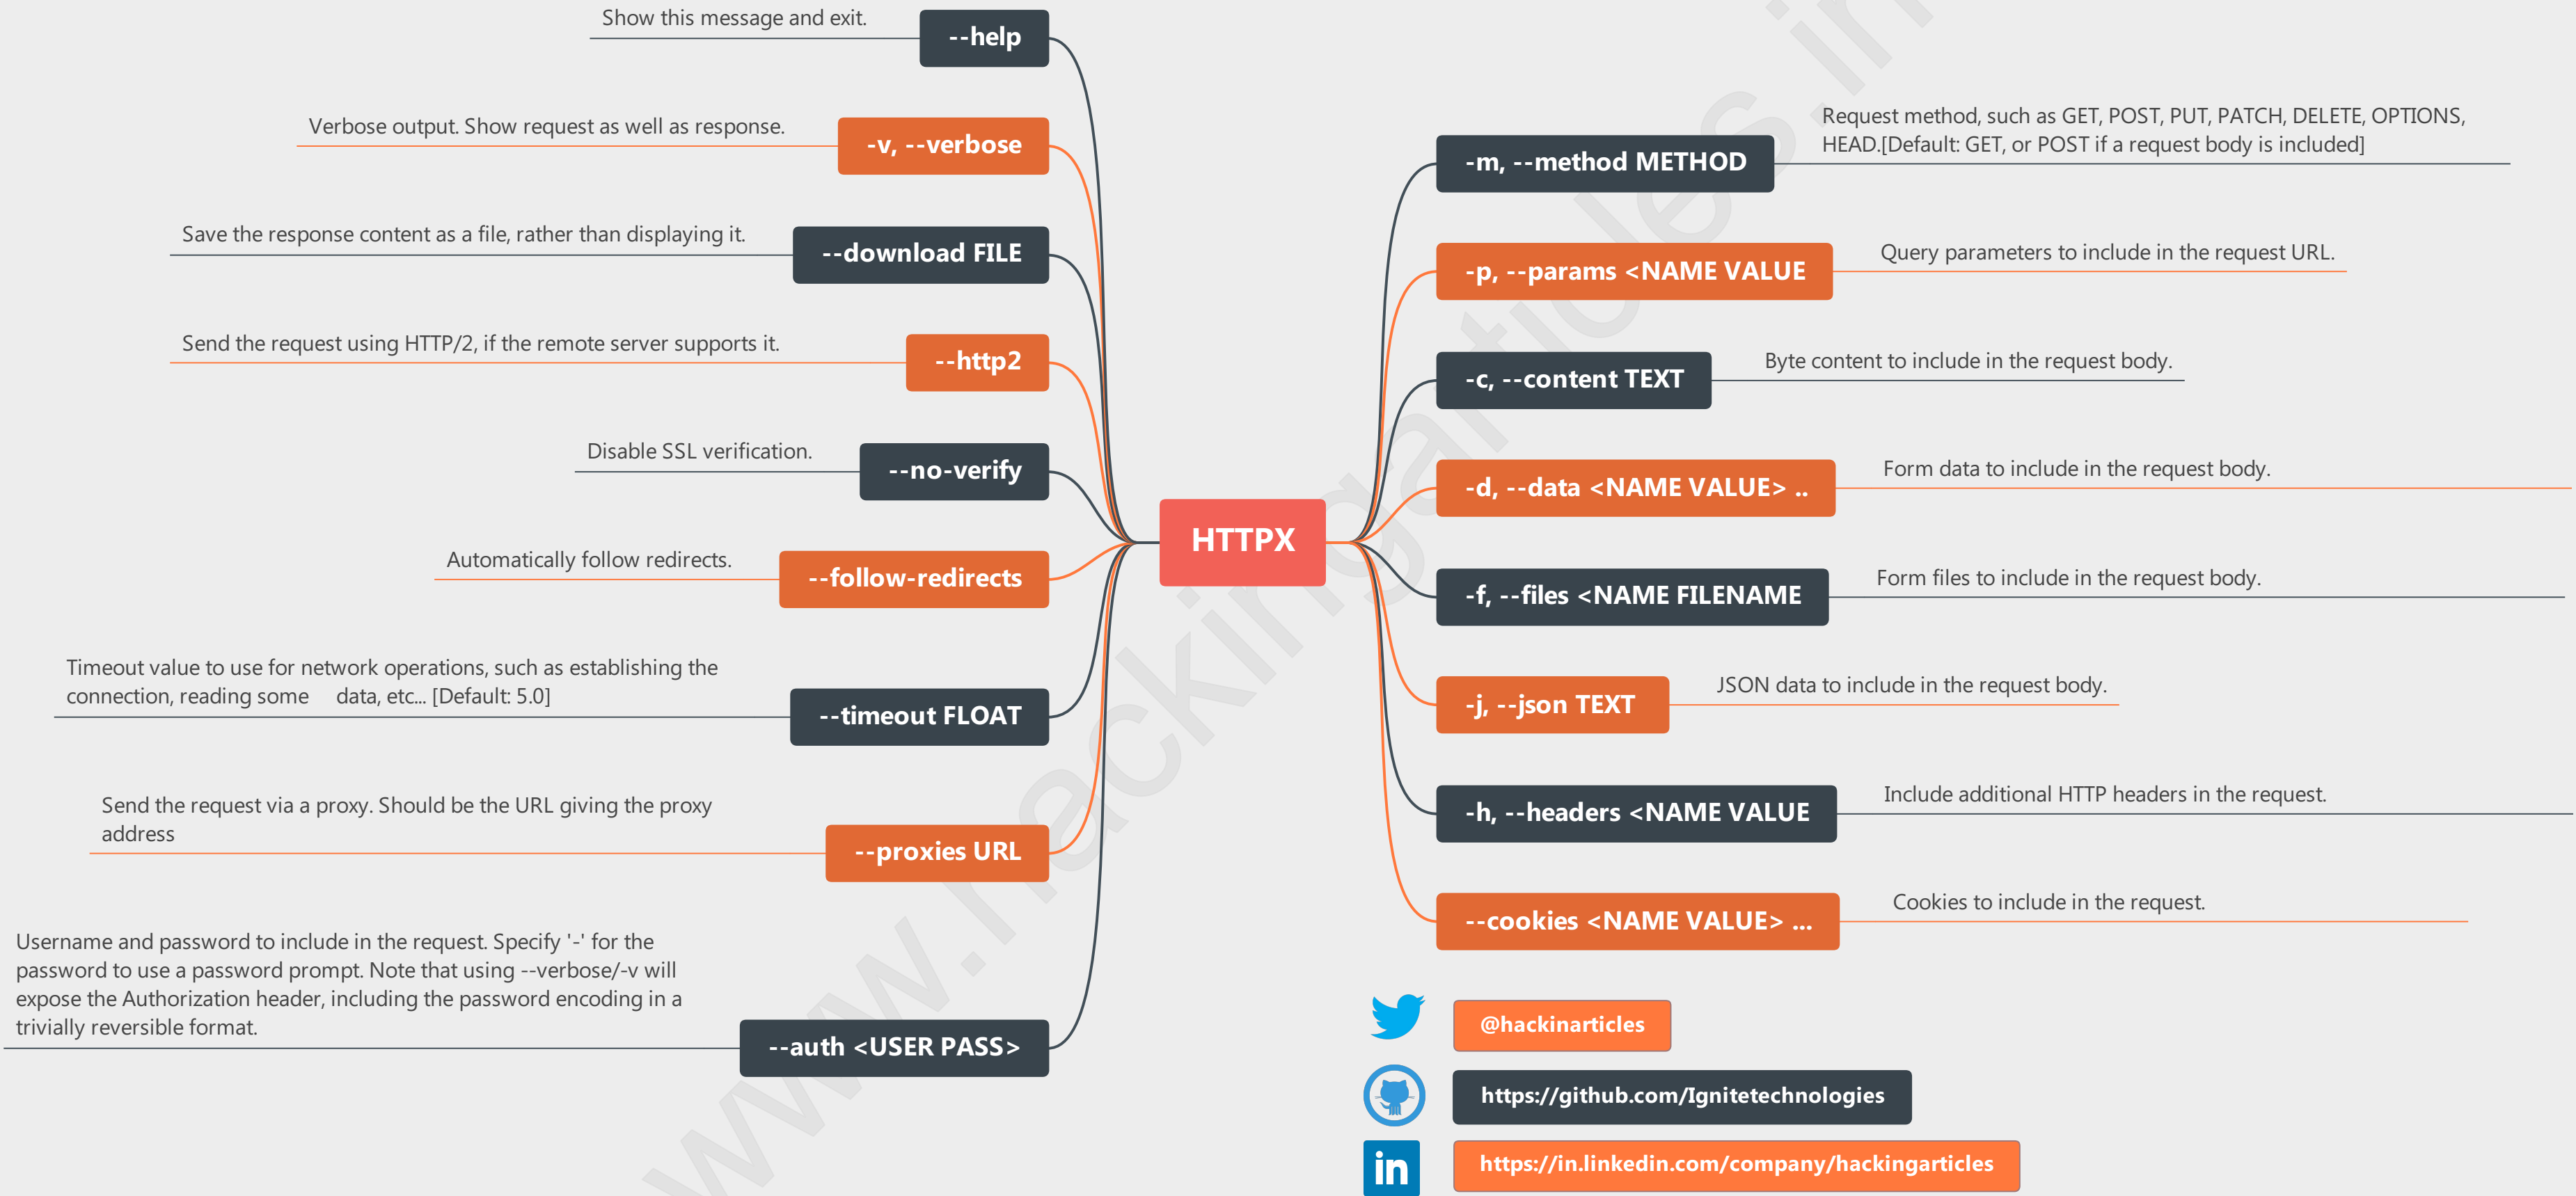 Show this message and exit.
--help
Verbose output. Show request as well as response.
-v, --verbose
Save the response content as a file, rather than displaying it.
--download FILE
Send the request using HTTP/2, if the remote server supports it.
--http2
Disable SSL verification.
--no-verify
Automatically follow redirects.
--follow-redirects
Timeout value to use for network operations, such as establishing the
connection, reading some data, etc... [Default: 5.0]
--timeout FLOAT
Send the request via a proxy. Should be the URL giving the proxy
address
--proxies URL
Username and password to include in the request. Specify '-' for the
password to use a password prompt. Note that using --verbose/-v will
expose the Authorization header, including the password encoding in a
trivially reversible format.
--auth <USER PASS>
HTTPX
-m, --method METHOD
Request method, such as GET, POST, PUT, PATCH, DELETE, OPTIONS,
HEAD.[Default: GET, or POST if a request body is included]
-p, --params <NAME VALUE
Query parameters to include in the request URL.
-c, --content TEXT
Byte content to include in the request body.
-d, --data <NAME VALUE> ..
Form data to include in the request body.
-f, --files <NAME FILENAME
Form files to include in the request body.
-j, --json TEXT
JSON data to include in the request body.
-h, --headers <NAME VALUE
Include additional HTTP headers in the request.
--cookies <NAME VALUE> ...
Cookies to include in the request.
@hackinarticles
https://github.com/Ignitetechnologies
in
https://in.linkedin.com/company/hackingarticles
www.hackingarticles.in